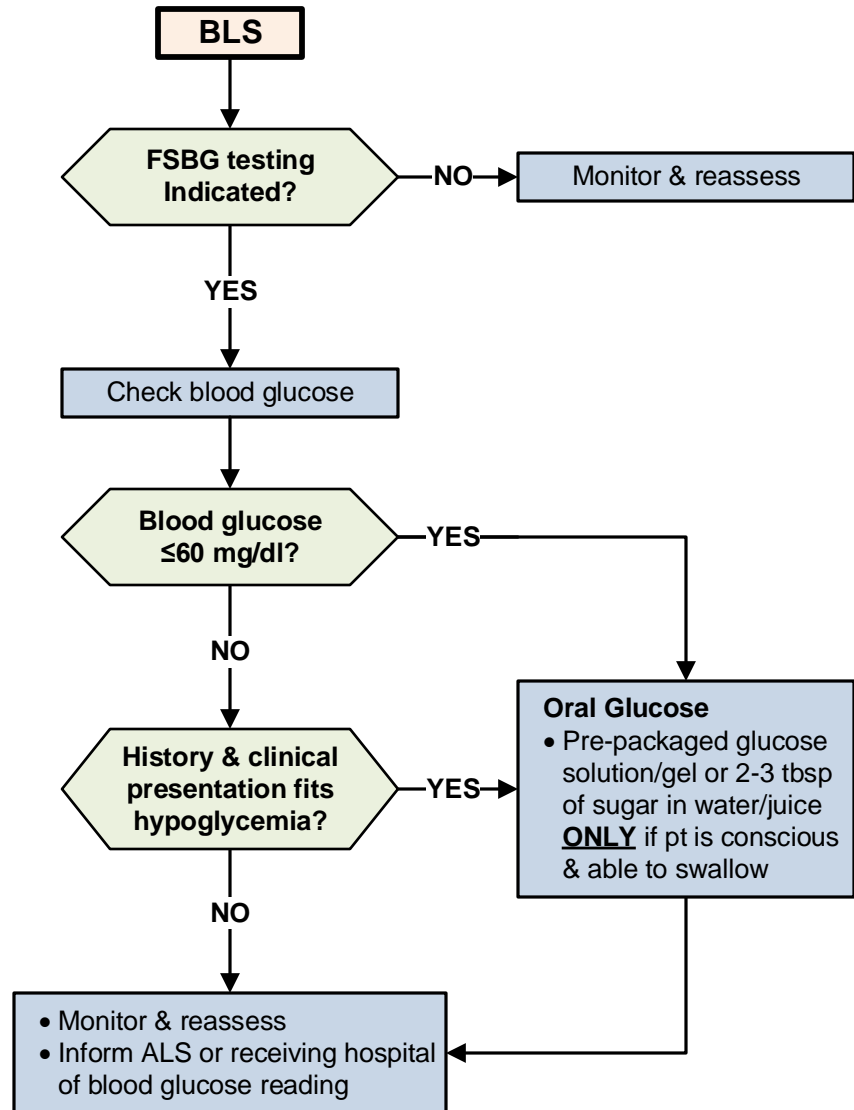 BLS
FSBG testing
Indicated?
NO
Monitor & reassess
YES
Check blood glucose
Blood glucose
≤60 mg/dl?
YES
NO
Oral Glucose
• Pre-packaged glucose
solution/gel or 2-3 tbsp
of sugar in water/juice
ONLY if pt is conscious
& able to swallow
History & clinical
presentation fits
hypoglycemia?
YES
NO
• Monitor & reassess
• Inform ALS or receiving hospital
of blood glucose reading